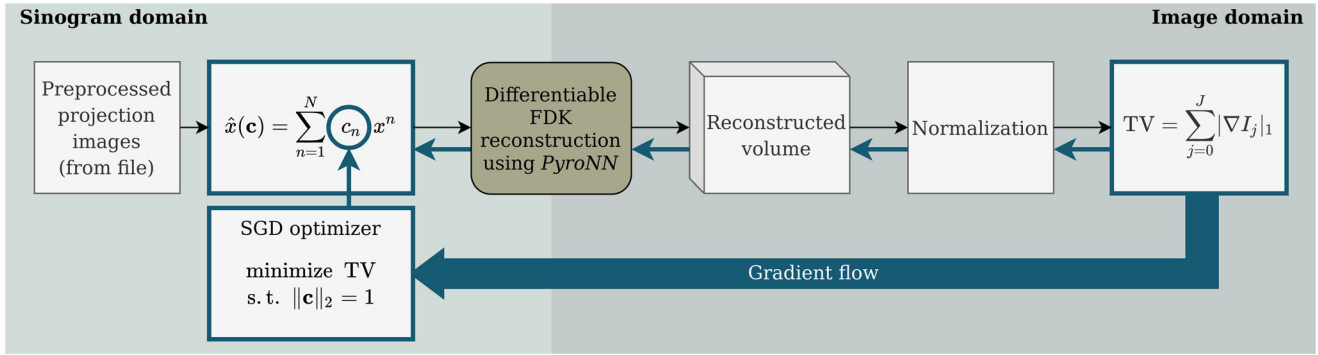 Sinogram domain
Image domain
Preprocessed
projection
images
(from file)
x̂(c) = ∑_{n=1}^{N} c_n x^n
Differentiable
FDK
reconstruction
using PyroNN
Reconstructed
volume
Normalization
TV = ∑_{j=0}^{J} |∇I_j|_1
SGD optimizer
minimize TV
s. t. ‖c‖_2 = 1
Gradient flow